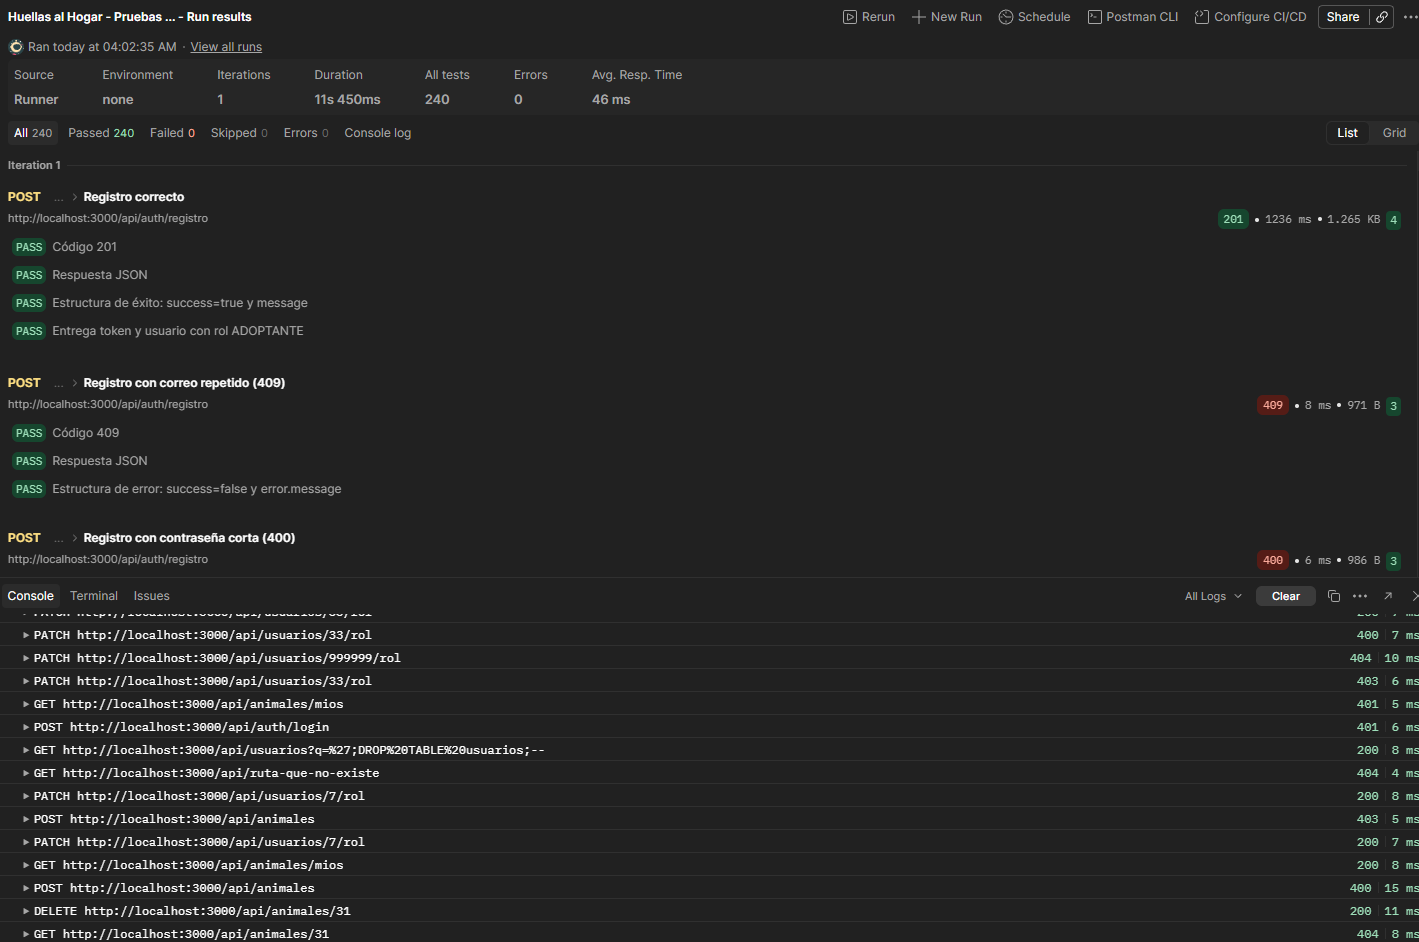 Huellas al Hogar - Pruebas ... - Run results
Rerun New Run Schedule Postman CLI Configure CI/CD Share
Ran today at 04:02:35 AM · View all runs
Source Environment Iterations Duration All tests Errors Avg. Resp. Time
Runner none 1 11s 450ms 240 0 46 ms
All 240 Passed 240 Failed 0 Skipped 0 Errors 0 Console log List Grid
Iteration 1
POST ... > Registro correcto
http://localhost:3000/api/auth/registro 201 • 1236 ms • 1.265 KB 4
PASS Código 201
PASS Respuesta JSON
PASS Estructura de éxito: success=true y message
PASS Entrega token y usuario con rol ADOPTANTE
POST ... > Registro con correo repetido (409)
http://localhost:3000/api/auth/registro 409 • 8 ms • 971 B 3
PASS Código 409
PASS Respuesta JSON
PASS Estructura de error: success=false y error.message
POST ... > Registro con contraseña corta (400)
http://localhost:3000/api/auth/registro 400 • 6 ms • 986 B 3
Console Terminal Issues All Logs Clear
PATCH http://localhost:3000/api/usuarios/33/rol 400 7 ms
PATCH http://localhost:3000/api/usuarios/999999/rol 404 10 ms
PATCH http://localhost:3000/api/usuarios/33/rol 403 6 ms
GET http://localhost:3000/api/animales/mios 401 5 ms
POST http://localhost:3000/api/auth/login 401 6 ms
GET http://localhost:3000/api/usuarios?q=%27;DROP%20TABLE%20usuarios;-- 200 8 ms
GET http://localhost:3000/api/ruta-que-no-existe 404 4 ms
PATCH http://localhost:3000/api/usuarios/7/rol 200 8 ms
POST http://localhost:3000/api/animales 403 5 ms
PATCH http://localhost:3000/api/usuarios/7/rol 200 7 ms
GET http://localhost:3000/api/animales/mios 200 8 ms
POST http://localhost:3000/api/animales 400 15 ms
DELETE http://localhost:3000/api/animales/31 200 11 ms
GET http://localhost:3000/api/animales/31 404 8 ms